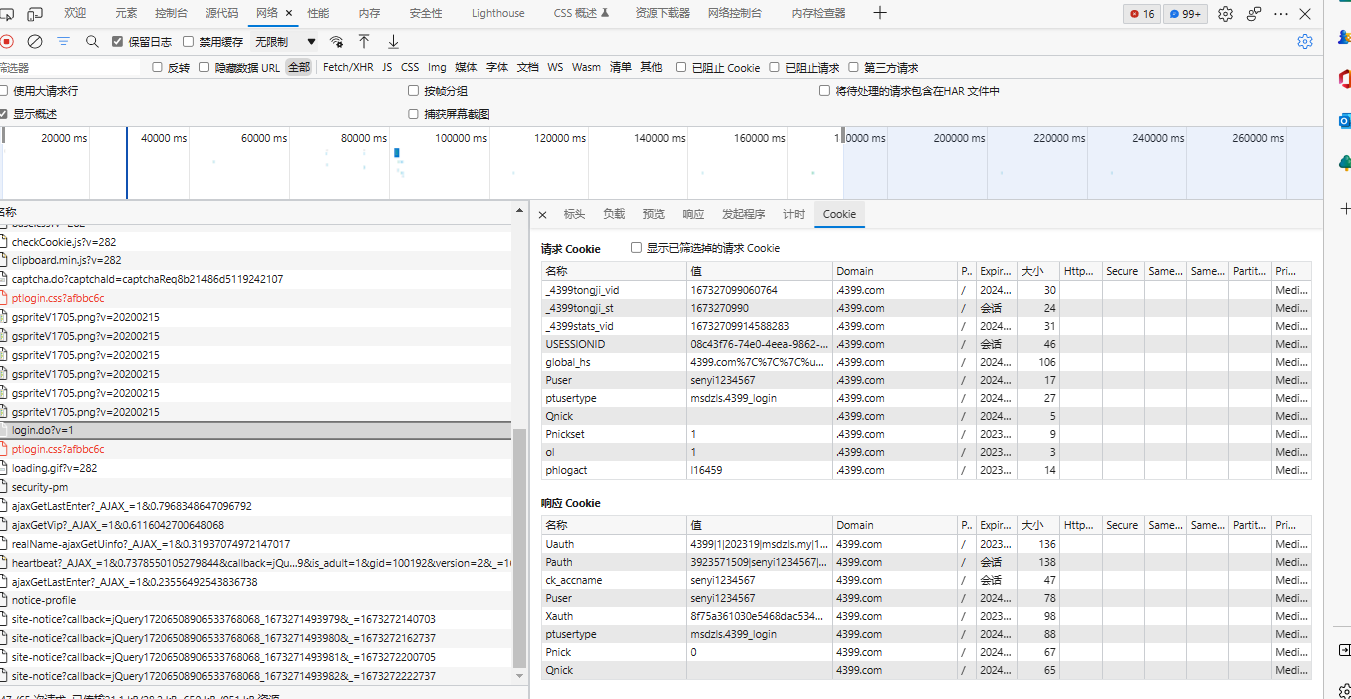 欢迎 元素 控制台 源代码 网络 × 性能 内存 安全性 Lighthouse CSS 概述 资源下载器 网络控制台 内存检查器 + 16 99+
保留日志 禁用缓存 无限制
筛选器 反转 隐藏数据 URL 全部 Fetch/XHR JS CSS Img 媒体 字体 文档 WS Wasm 清单 其他 已阻止 Cookie 已阻止请求 第三方请求
使用大请求行 按帧分组 将待处理的请求包含在HAR 文件中
显示概述 捕获屏幕截图
20000 ms 40000 ms 60000 ms 80000 ms 100000 ms 120000 ms 140000 ms 160000 ms 180000 ms 200000 ms 220000 ms 240000 ms 260000 ms
名称
checkCookie.js?v=282
clipboard.min.js?v=282
captcha.do?captchaId=captchaReq8b21486d5119242107
ptlogin.css?afbbc6c
gspriteV1705.png?v=20200215
gspriteV1705.png?v=20200215
gspriteV1705.png?v=20200215
gspriteV1705.png?v=20200215
gspriteV1705.png?v=20200215
gspriteV1705.png?v=20200215
login.do?v=1
ptlogin.css?afbbc6c
loading.gif?v=282
security-pm
ajaxGetLastEnter?_AJAX_=1&0.7968348647096792
ajaxGetVip?_AJAX_=1&0.6116042700648068
realName-ajaxGetUinfo?_AJAX_=1&0.31937074972147017
heartbeat?_AJAX_=1&0.7378550105279844&callback=jQu...9&is_adult=1&gid=100192&version=2&_=16
ajaxGetLastEnter?_AJAX_=1&0.23556492543836738
notice-profile
site-notice?callback=jQuery17206508906533768068_1673271493979&_=1673272140703
site-notice?callback=jQuery17206508906533768068_1673271493980&_=1673272162737
site-notice?callback=jQuery17206508906533768068_1673271493981&_=1673272200705
site-notice?callback=jQuery17206508906533768068_1673271493982&_=1673272222737
× 标头 负载 预览 响应 发起程序 计时 Cookie
请求 Cookie 显示已筛选掉的请求 Cookie
名称 值 Domain P.. Expir... 大小 Http... Secure Same... Same... Partit... Pri...
_4399tongji_vid 167327099060764 .4399.com / 2024... 30 Medi...
_4399tongji_st 1673270990 .4399.com / 会话 24 Medi...
_4399stats_vid 16732709914588283 .4399.com / 2024... 31 Medi...
USESSIONID 08c43f76-74e0-4eea-9862-... .4399.com / 会话 46 Medi...
global_hs 4399.com%7C%7C%7C%u... .4399.com / 2024... 106 Medi...
Puser senyi1234567 .4399.com / 2024... 17 Medi...
ptusertype msdzls.4399_login .4399.com / 2024... 27 Medi...
Qnick .4399.com / 2024... 5 Medi...
Pnickset 1 .4399.com / 2023... 9 Medi...
ol 1 .4399.com / 2023... 3 Medi...
phlogact l16459 .4399.com / 2023... 14 Medi...
响应 Cookie
名称 值 Domain P.. Expir... 大小 Http... Secure Same... Same... Partit... Pri...
Uauth 4399|1|202319|msdzls.my|1... 4399.com / 2023... 136 Medi...
Pauth 3923571509|senyi1234567|... 4399.com / 会话 138 Medi...
ck_accname senyi1234567 4399.com / 会话 47 Medi...
Puser senyi1234567 4399.com / 2024... 78 Medi...
Xauth 8f75a361030e5468dac534... 4399.com / 2023... 98 Medi...
ptusertype msdzls.4399_login 4399.com / 2024... 88 Medi...
Pnick 0 4399.com / 2024... 67 Medi...
Qnick 4399.com / 2024... 65 Medi...